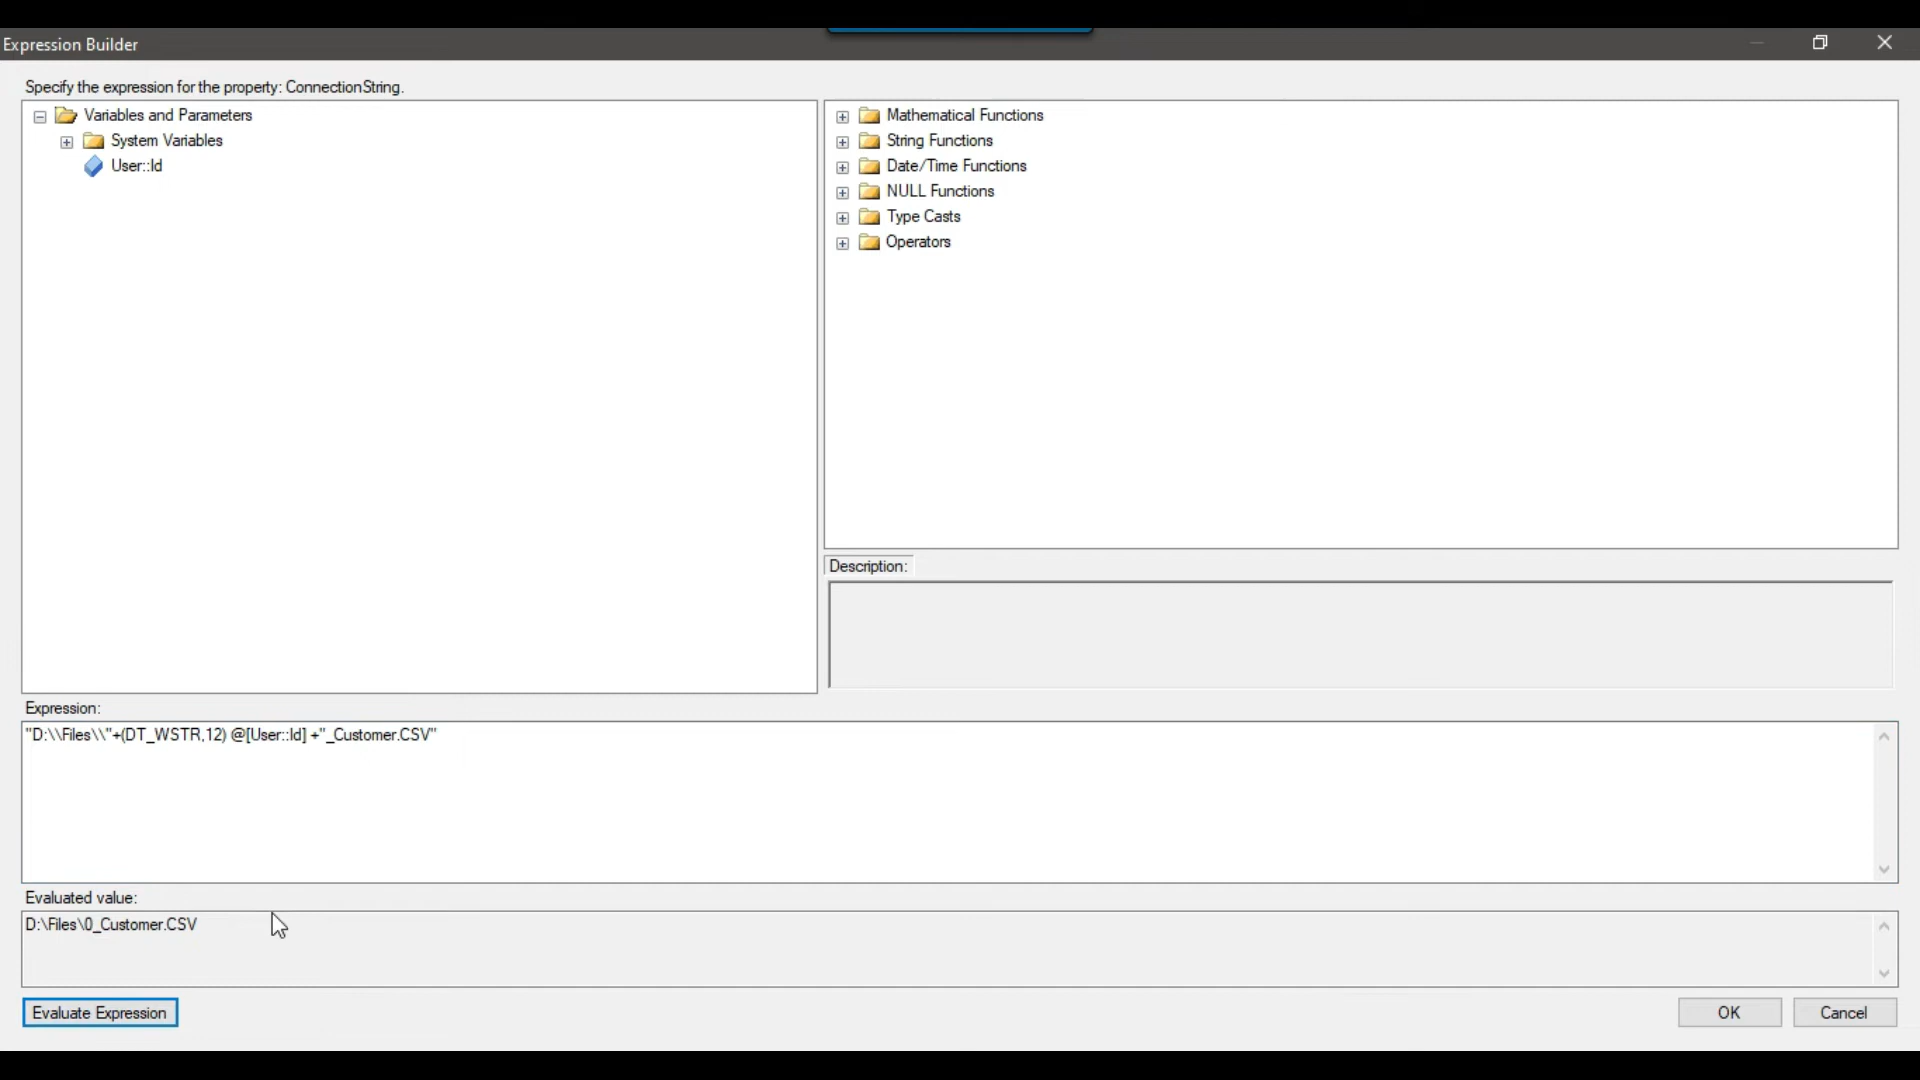 Expression Builder
Specify the expression for the property: ConnectionString.
Variables and Parameters
System Variables
User::Id
Mathematical Functions
String Functions
Date/Time Functions
NULL Functions
Type Casts
Operators
Description:
Expression:
"D:\\Files\\"+(DT_WSTR,12) @[User::Id] +"_Customer.CSV"
Evaluated value:
D:\Files\0_Customer.CSV
Evaluate Expression
OK
Cancel